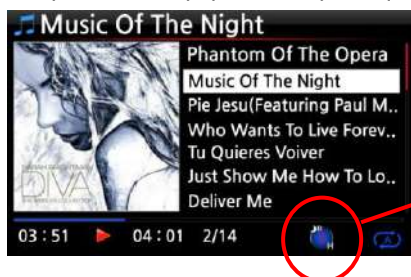 Music Of The Night
Phantom Of The Opera
Music Of The Night
Pie Jesu(Featuring Paul M..
Who Wants To Live Forev..
Tu Quieres Voiver
Just Show Me How To Lo..
Deliver Me
DIVA
03:51
04:01
2/14
H
A